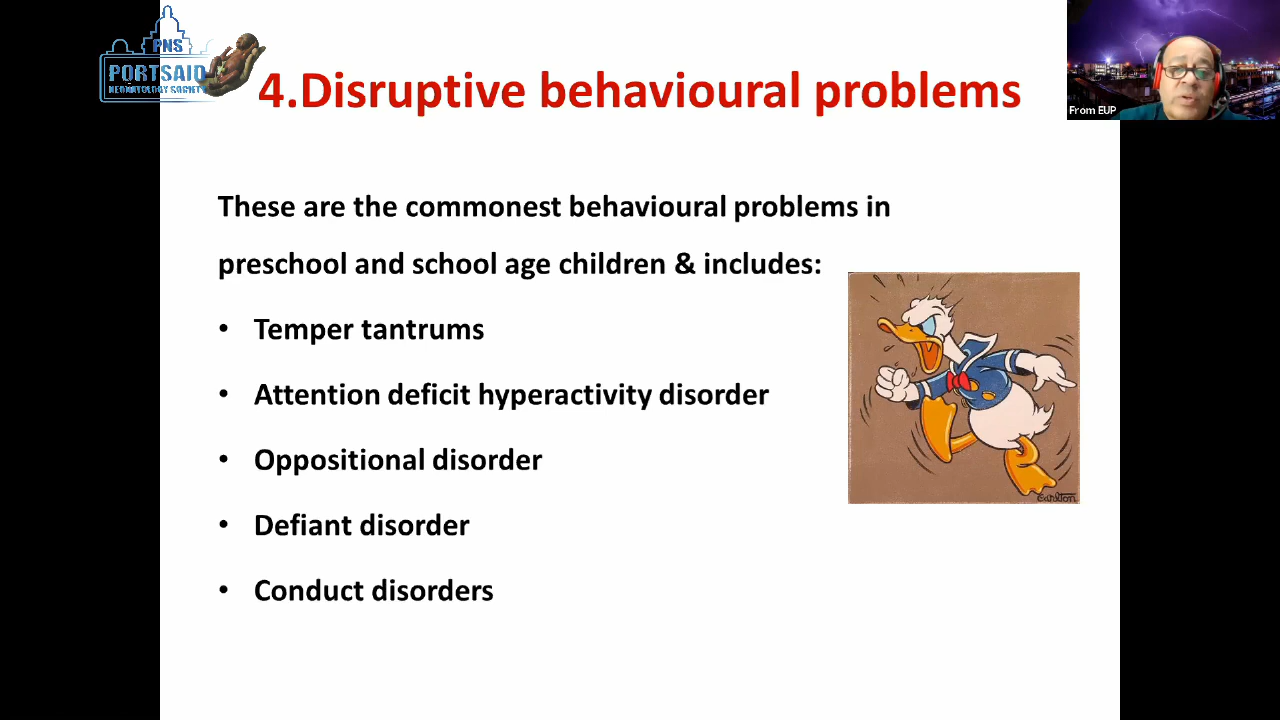 PNS
PORTSAID
NEONATOLOGY SOCIETY
4.Disruptive behavioural problems
From EUP
These are the commonest behavioural problems in
preschool and school age children & includes:
• Temper tantrums
• Attention deficit hyperactivity disorder
• Oppositional disorder
• Defiant disorder
• Conduct disorders
Carlton